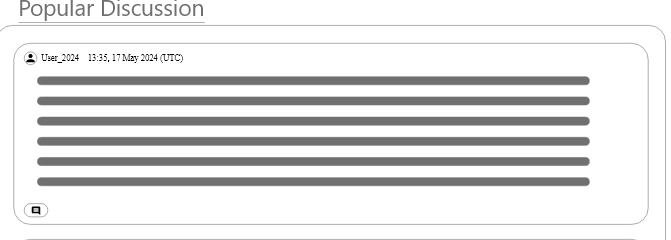 Popular Discussion
User_2024 13:35, 17 May 2024 (UTC)